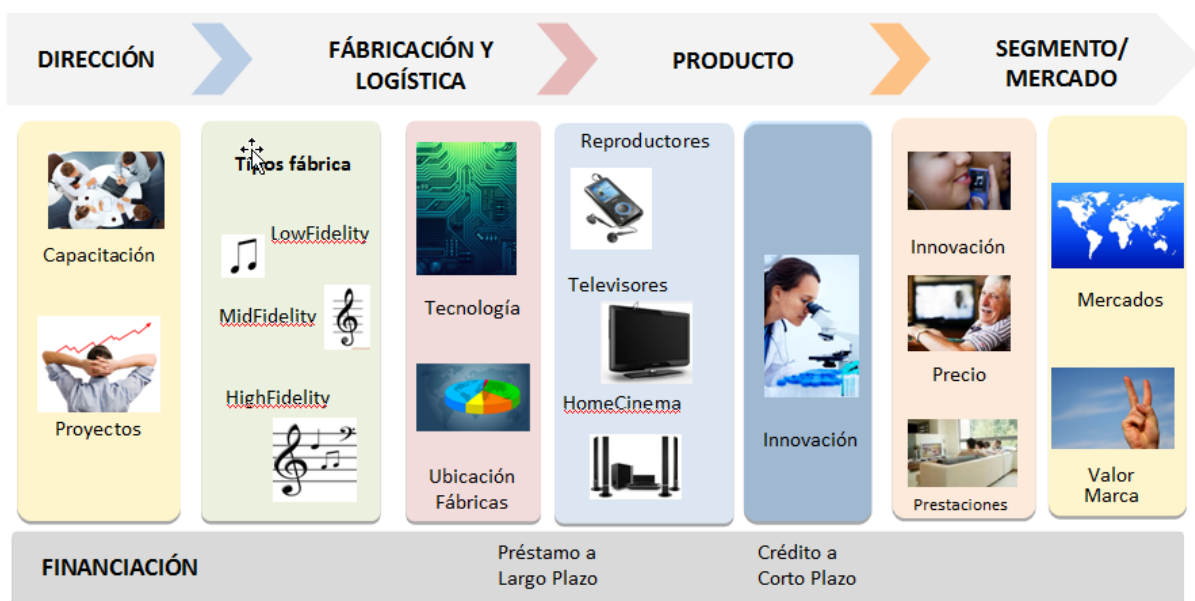 DIRECCIÓN
FÁBRICACIÓN Y
LOGÍSTICA
PRODUCTO
SEGMENTO/
MERCADO
Capacitación
Proyectos
Tipos fábrica
LowFidelity
MidFidelity
HighFidelity
Tecnología
Ubicación
Fábricas
Reproductores
Televisores
HomeCinema
Innovación
Innovación
Precio
Prestaciones
Mercados
Valor
Marca
FINANCIACIÓN
Préstamo a
Largo Plazo
Crédito a
Corto Plazo